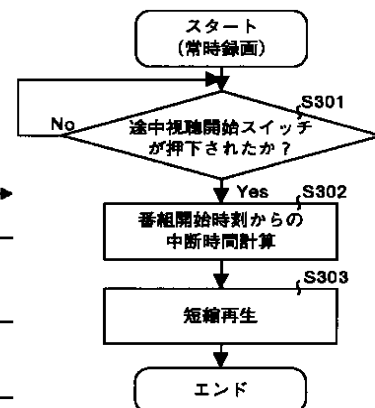 スタート
(常時録画)
S301
途中視聴開始スイッチ
が押下されたか?
No
Yes
S302
番組開始時刻からの
中断時間計算
S303
短縮再生
エンド